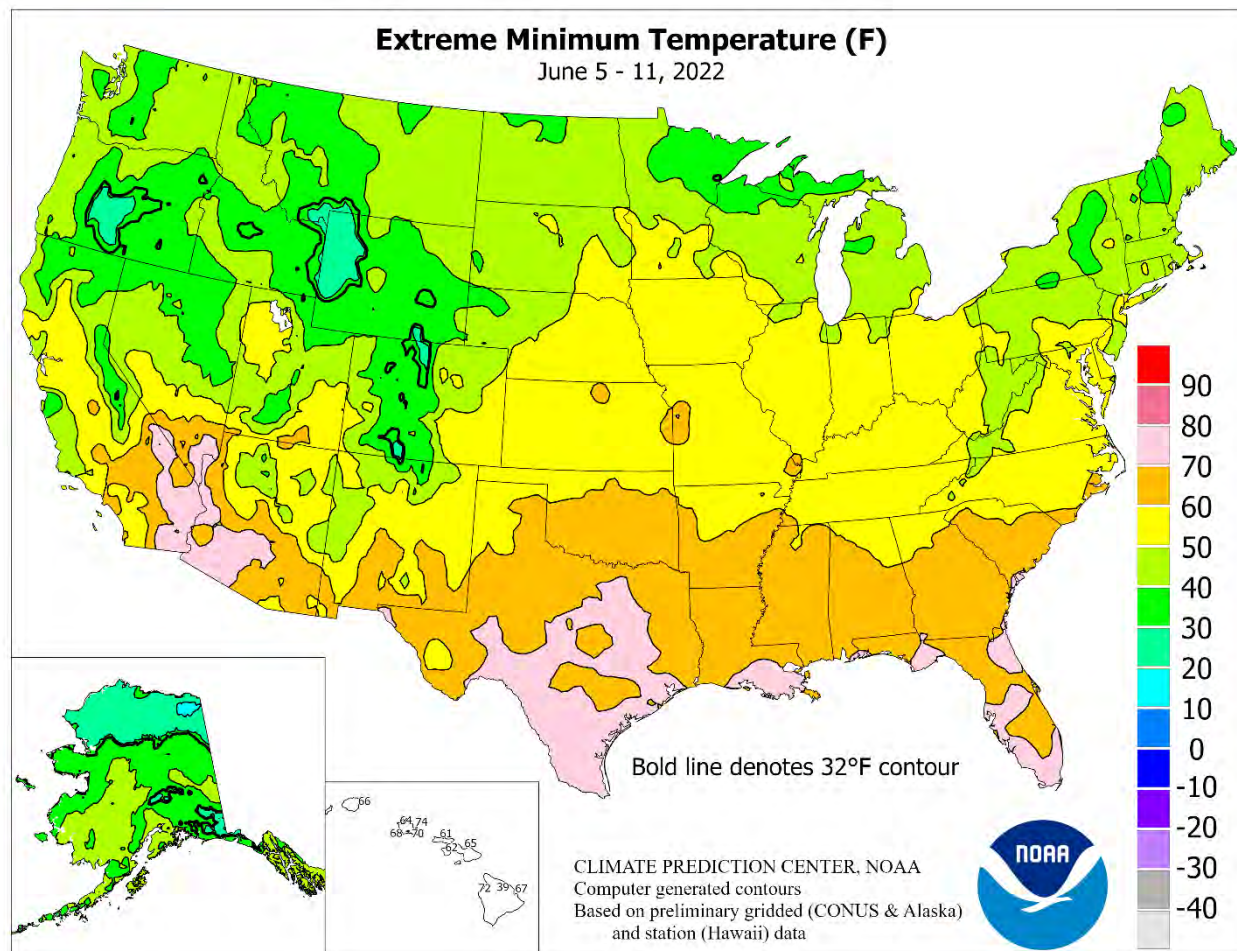 Extreme Minimum Temperature (F)
June 5 - 11, 2022
90
80
70
60
50
40
30
20
10
0
-10
-20
-30
-40
Bold line denotes 32°F contour
66
64 74
68 70
61
62 65
72 39 67
CLIMATE PREDICTION CENTER, NOAA
Computer generated contours
Based on preliminary gridded (CONUS & Alaska)
and station (Hawaii) data
NOAA